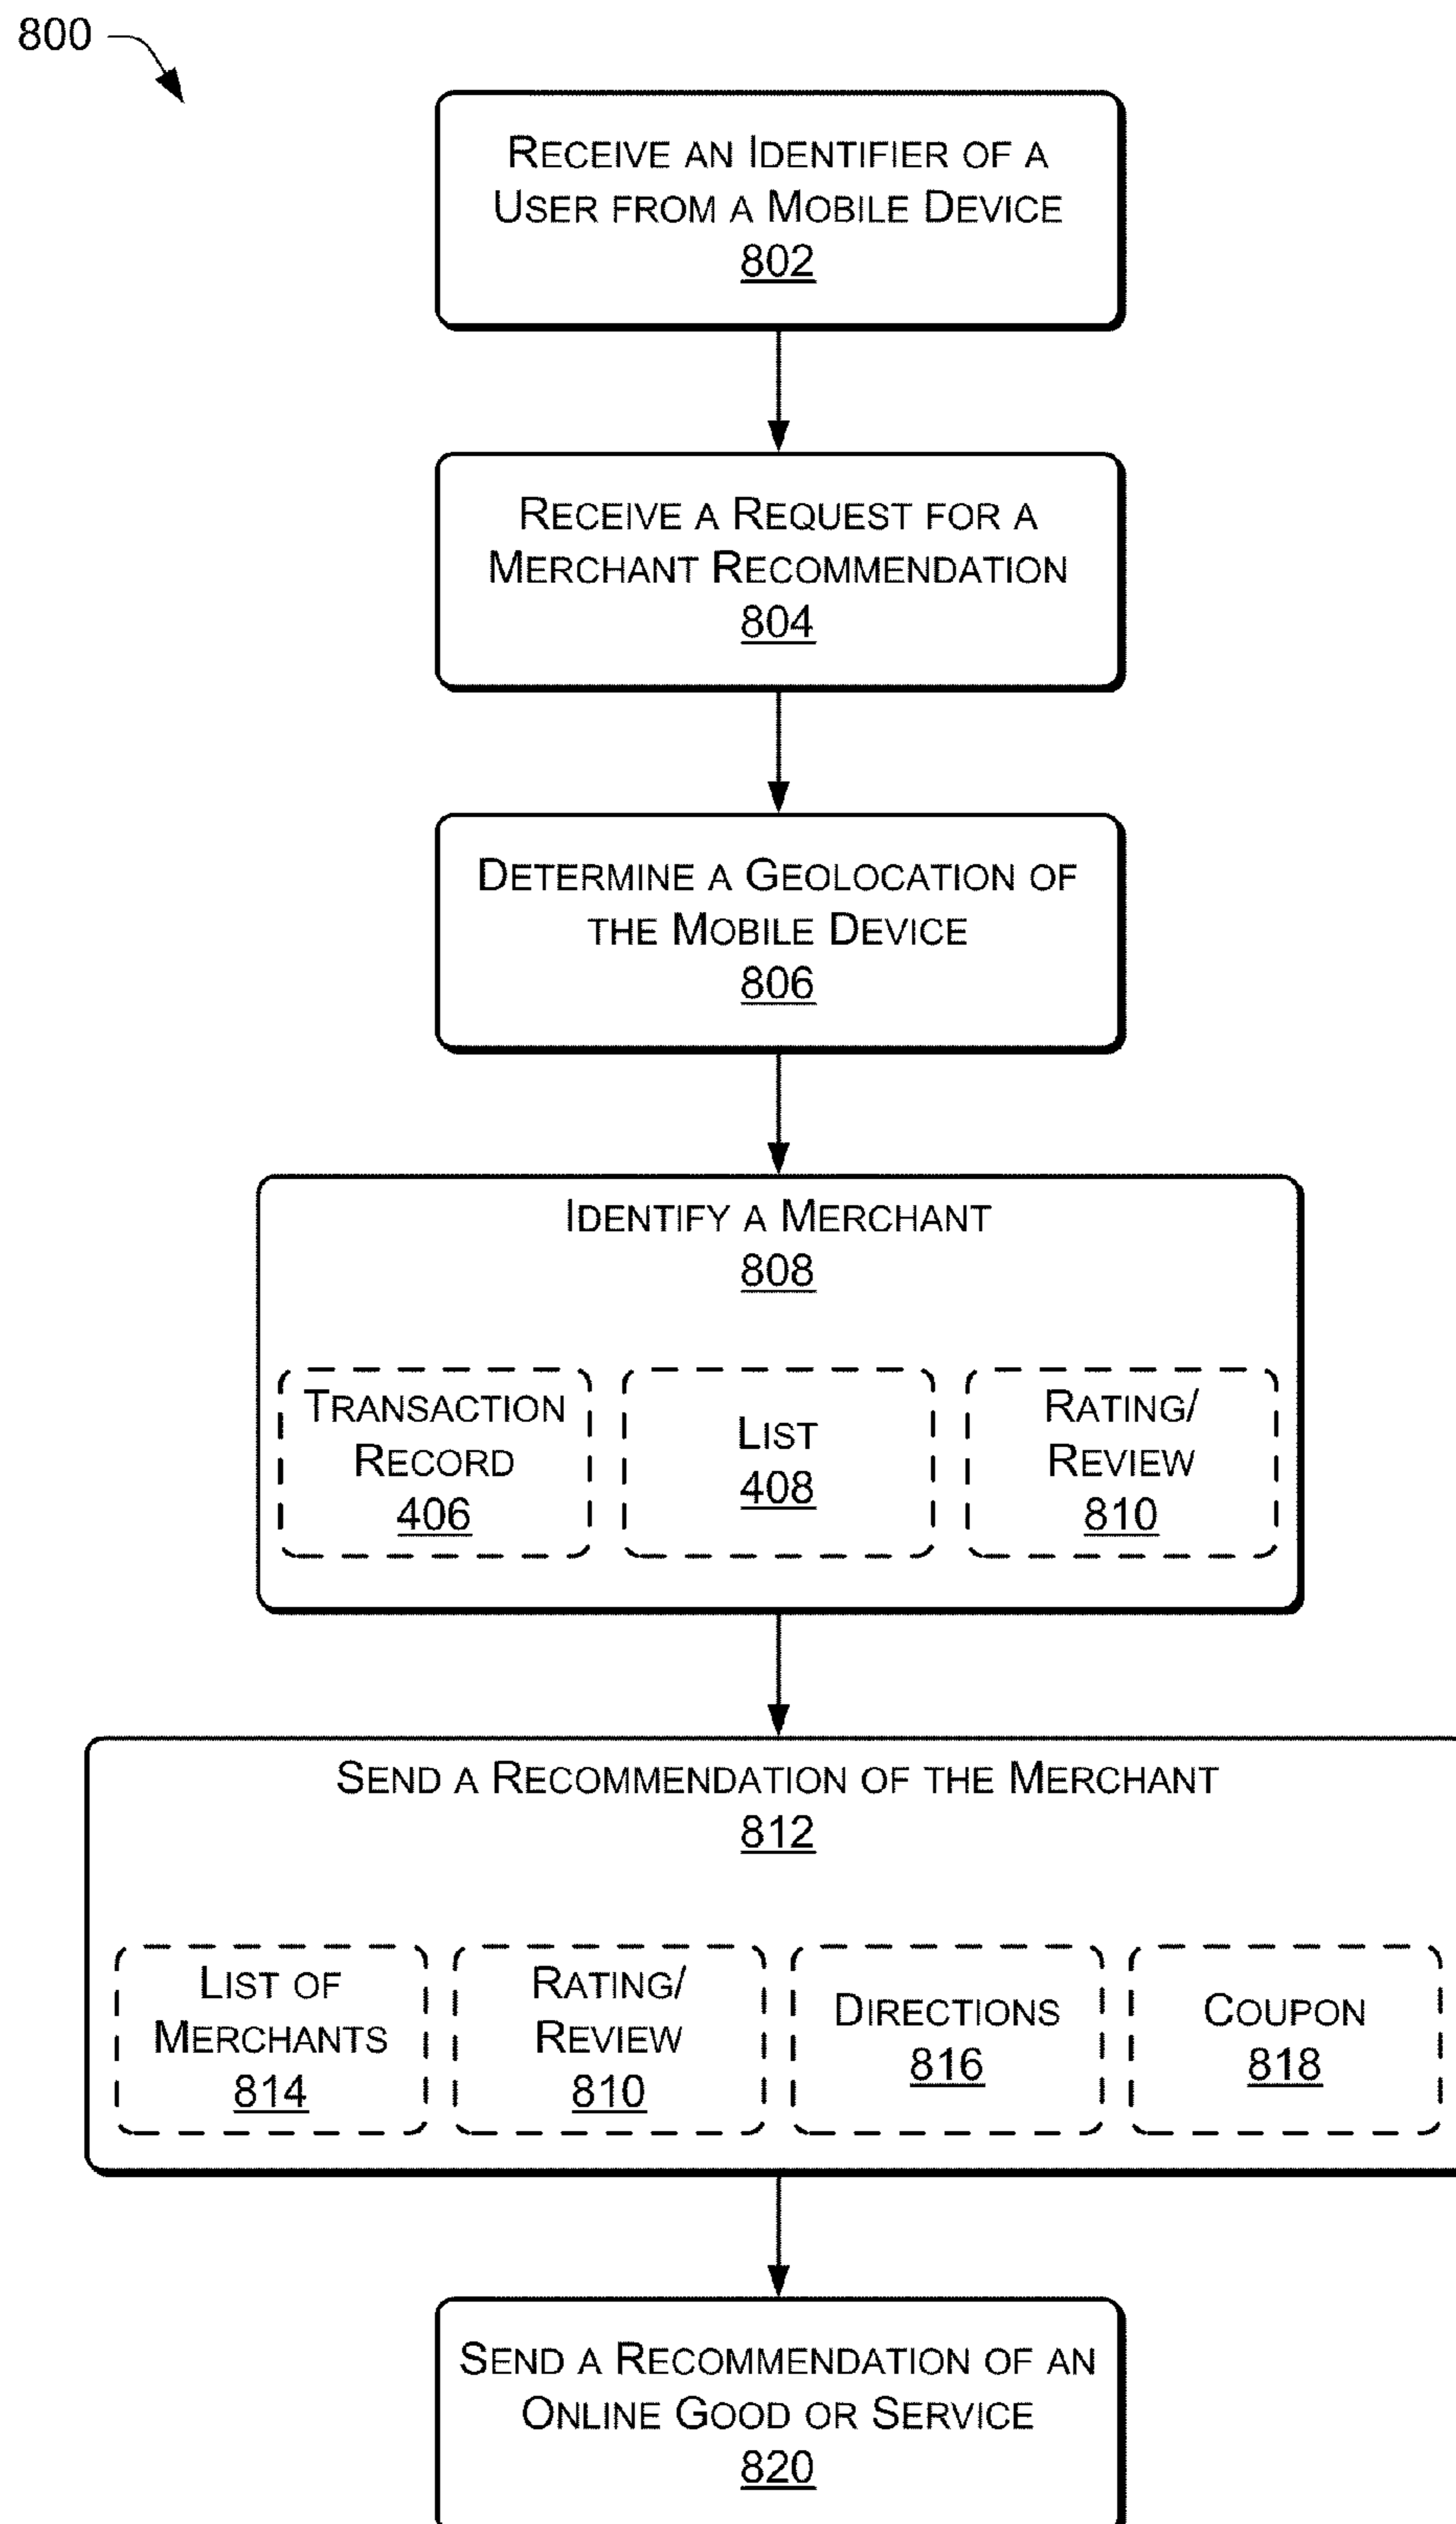 800
RECEIVE AN IDENTIFIER OF A
USER FROM A MOBILE DEVICE
802
RECEIVE A REQUEST FOR A
MERCHANT RECOMMENDATION
804
DETERMINE A GEOLOCATION OF
THE MOBILE DEVICE
806
IDENTIFY A MERCHANT
808
TRANSACTION
RECORD
406
LIST
408
RATING/
REVIEW
810
SEND A RECOMMENDATION OF THE MERCHANT
812
LIST OF
MERCHANTS
814
RATING/
REVIEW
810
DIRECTIONS
816
COUPON
818
SEND A RECOMMENDATION OF AN
ONLINE GOOD OR SERVICE
820